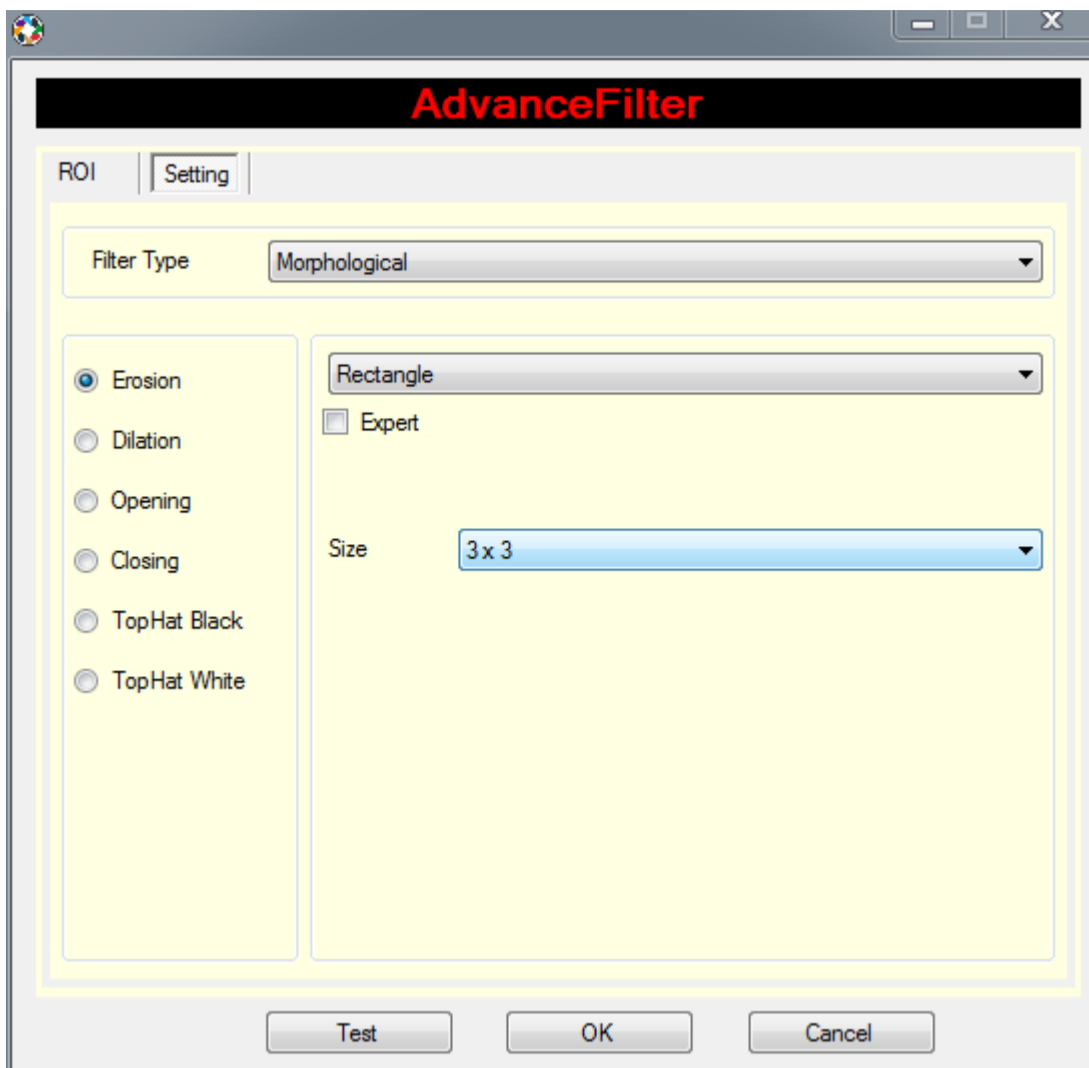 AdvanceFilter
ROI Setting
Filter Type Morphological
Erosion
Dilation
Opening
Closing
TopHat Black
TopHat White
Rectangle
Expert
Size 3 x 3
Test OK Cancel